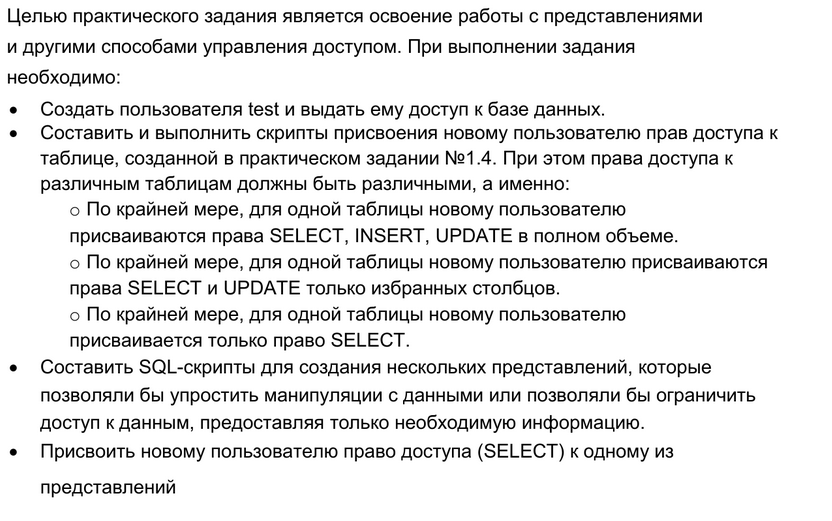 Целью практического задания является освоение работы с представлениями
и другими способами управления доступом. При выполнении задания
необходимо:
• Создать пользователя test и выдать ему доступ к базе данных.
• Составить и выполнить скрипты присвоения новому пользователю прав доступа к
таблице, созданной в практическом задании №1.4. При этом права доступа к
различным таблицам должны быть различными, а именно:
o По крайней мере, для одной таблицы новому пользователю
присваиваются права SELECT, INSERT, UPDATE в полном объеме.
o По крайней мере, для одной таблицы новому пользователю присваиваются
права SELECT и UPDATE только избранных столбцов.
o По крайней мере, для одной таблицы новому пользователю
присваивается только право SELECT.
• Составить SQL-скрипты для создания нескольких представлений, которые
позволяли бы упростить манипуляции с данными или позволяли бы ограничить
доступ к данным, предоставляя только необходимую информацию.
• Присвоить новому пользователю право доступа (SELECT) к одному из
представлений